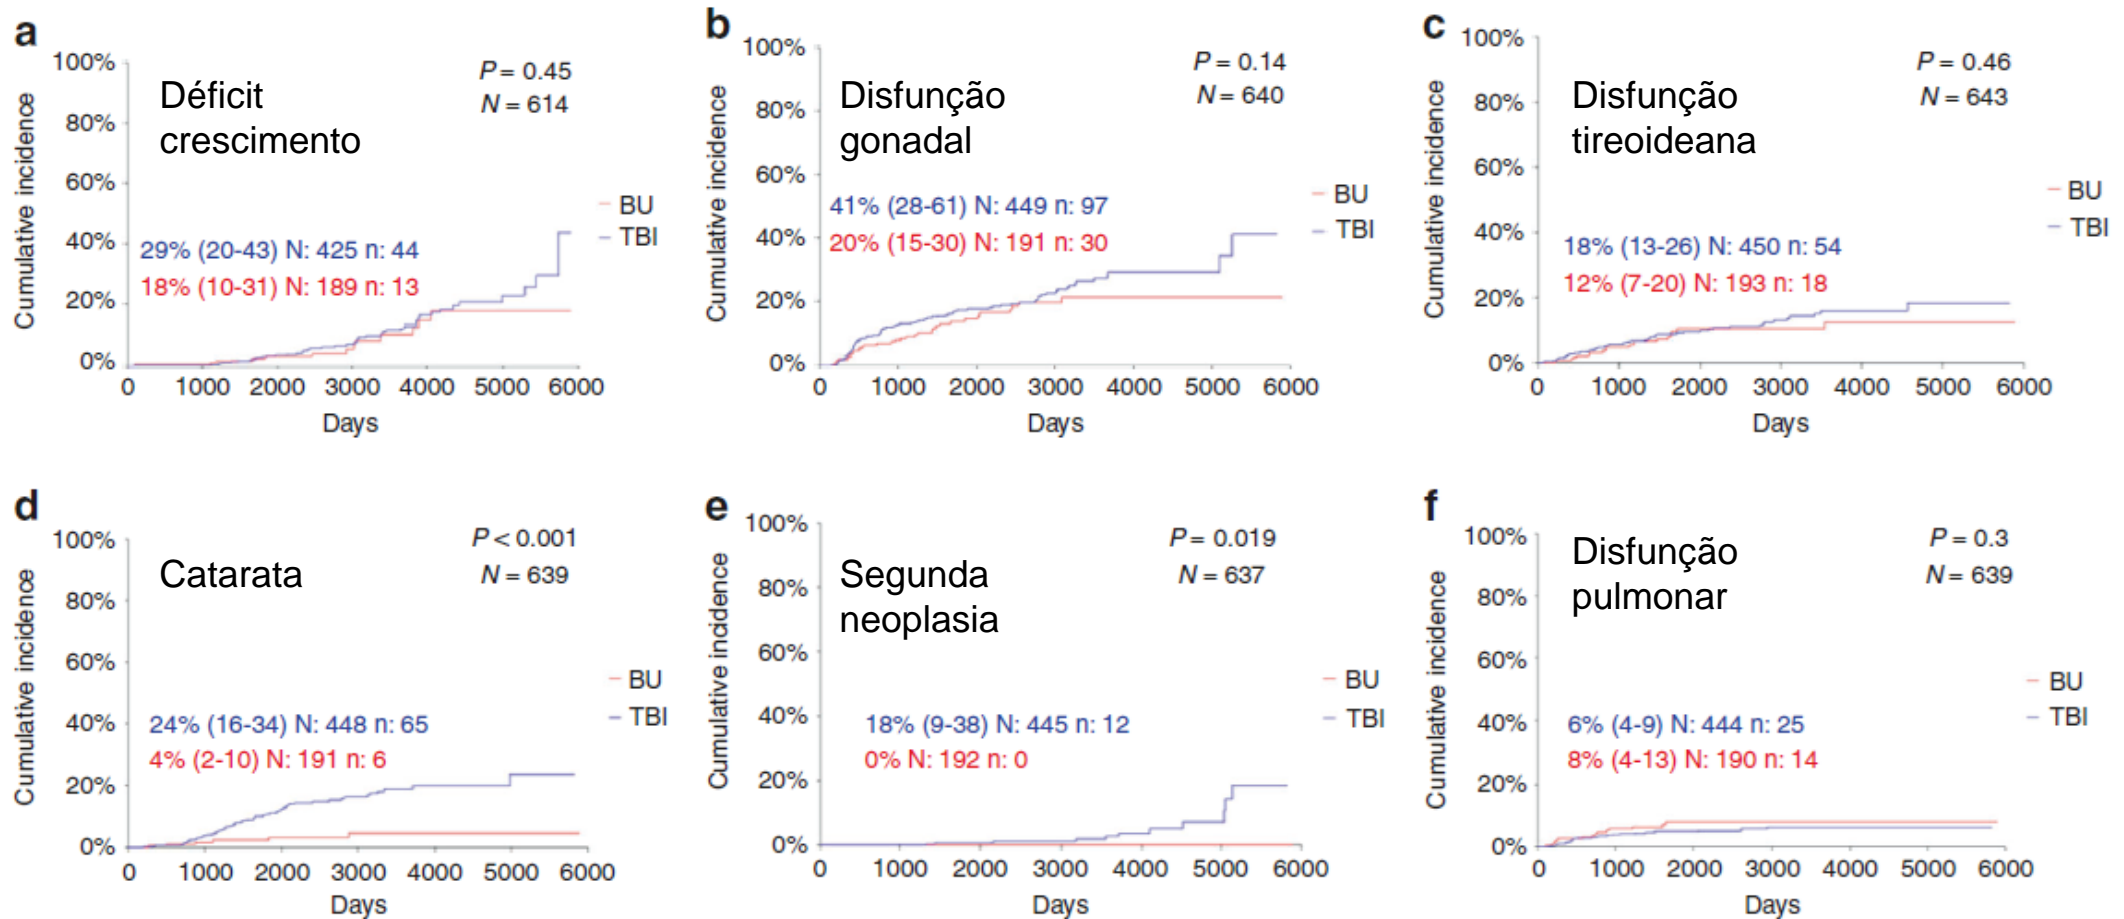 a
100%
80%
60%
40%
20%
0%
Cumulative incidence
Déficit
crescimento
P = 0.45
N = 614
BU
TBI
29% (20-43) N: 425 n: 44
18% (10-31) N: 189 n: 13
0 1000 2000 3000 4000 5000 6000
Days
b
100%
80%
60%
40%
20%
0%
Cumulative incidence
Disfunção
gonadal
P = 0.14
N = 640
BU
TBI
41% (28-61) N: 449 n: 97
20% (15-30) N: 191 n: 30
0 1000 2000 3000 4000 5000 6000
Days
c
100%
80%
60%
40%
20%
0%
Cumulative incidence
Disfunção
tireoideana
P = 0.46
N = 643
BU
TBI
18% (13-26) N: 450 n: 54
12% (7-20) N: 193 n: 18
0 1000 2000 3000 4000 5000 6000
Days
d
100%
80%
60%
40%
20%
0%
Cumulative incidence
Catarata
P < 0.001
N = 639
BU
TBI
24% (16-34) N: 448 n: 65
4% (2-10) N: 191 n: 6
0 1000 2000 3000 4000 5000 6000
Days
e
100%
80%
60%
40%
20%
0%
Cumulative incidence
Segunda
neoplasia
P = 0.019
N = 637
BU
TBI
18% (9-38) N: 445 n: 12
0% N: 192 n: 0
0 1000 2000 3000 4000 5000 6000
Days
f
100%
80%
60%
40%
20%
0%
Cumulative incidence
Disfunção
pulmonar
P = 0.3
N = 639
BU
TBI
6% (4-9) N: 444 n: 25
8% (4-13) N: 190 n: 14
0 1000 2000 3000 4000 5000 6000
Days